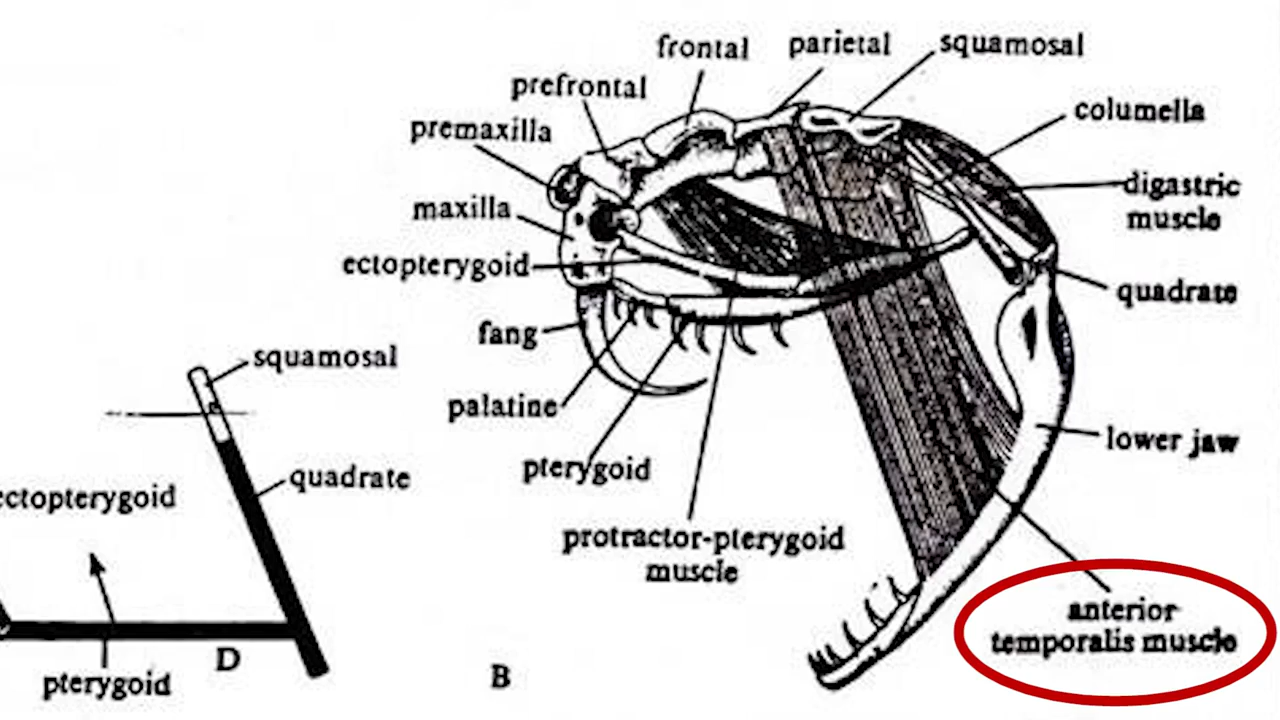 frontal
parietal
squamosal
prefrontal
columella
premaxilla
digastric
muscle
maxilla
ectopterygoid
quadrate
fang
squamosal
palatine
lower jaw
pterygoid
quadrate
ectopterygoid
protractor-pterygoid
muscle
anterior
temporalis muscle
D
B
pterygoid